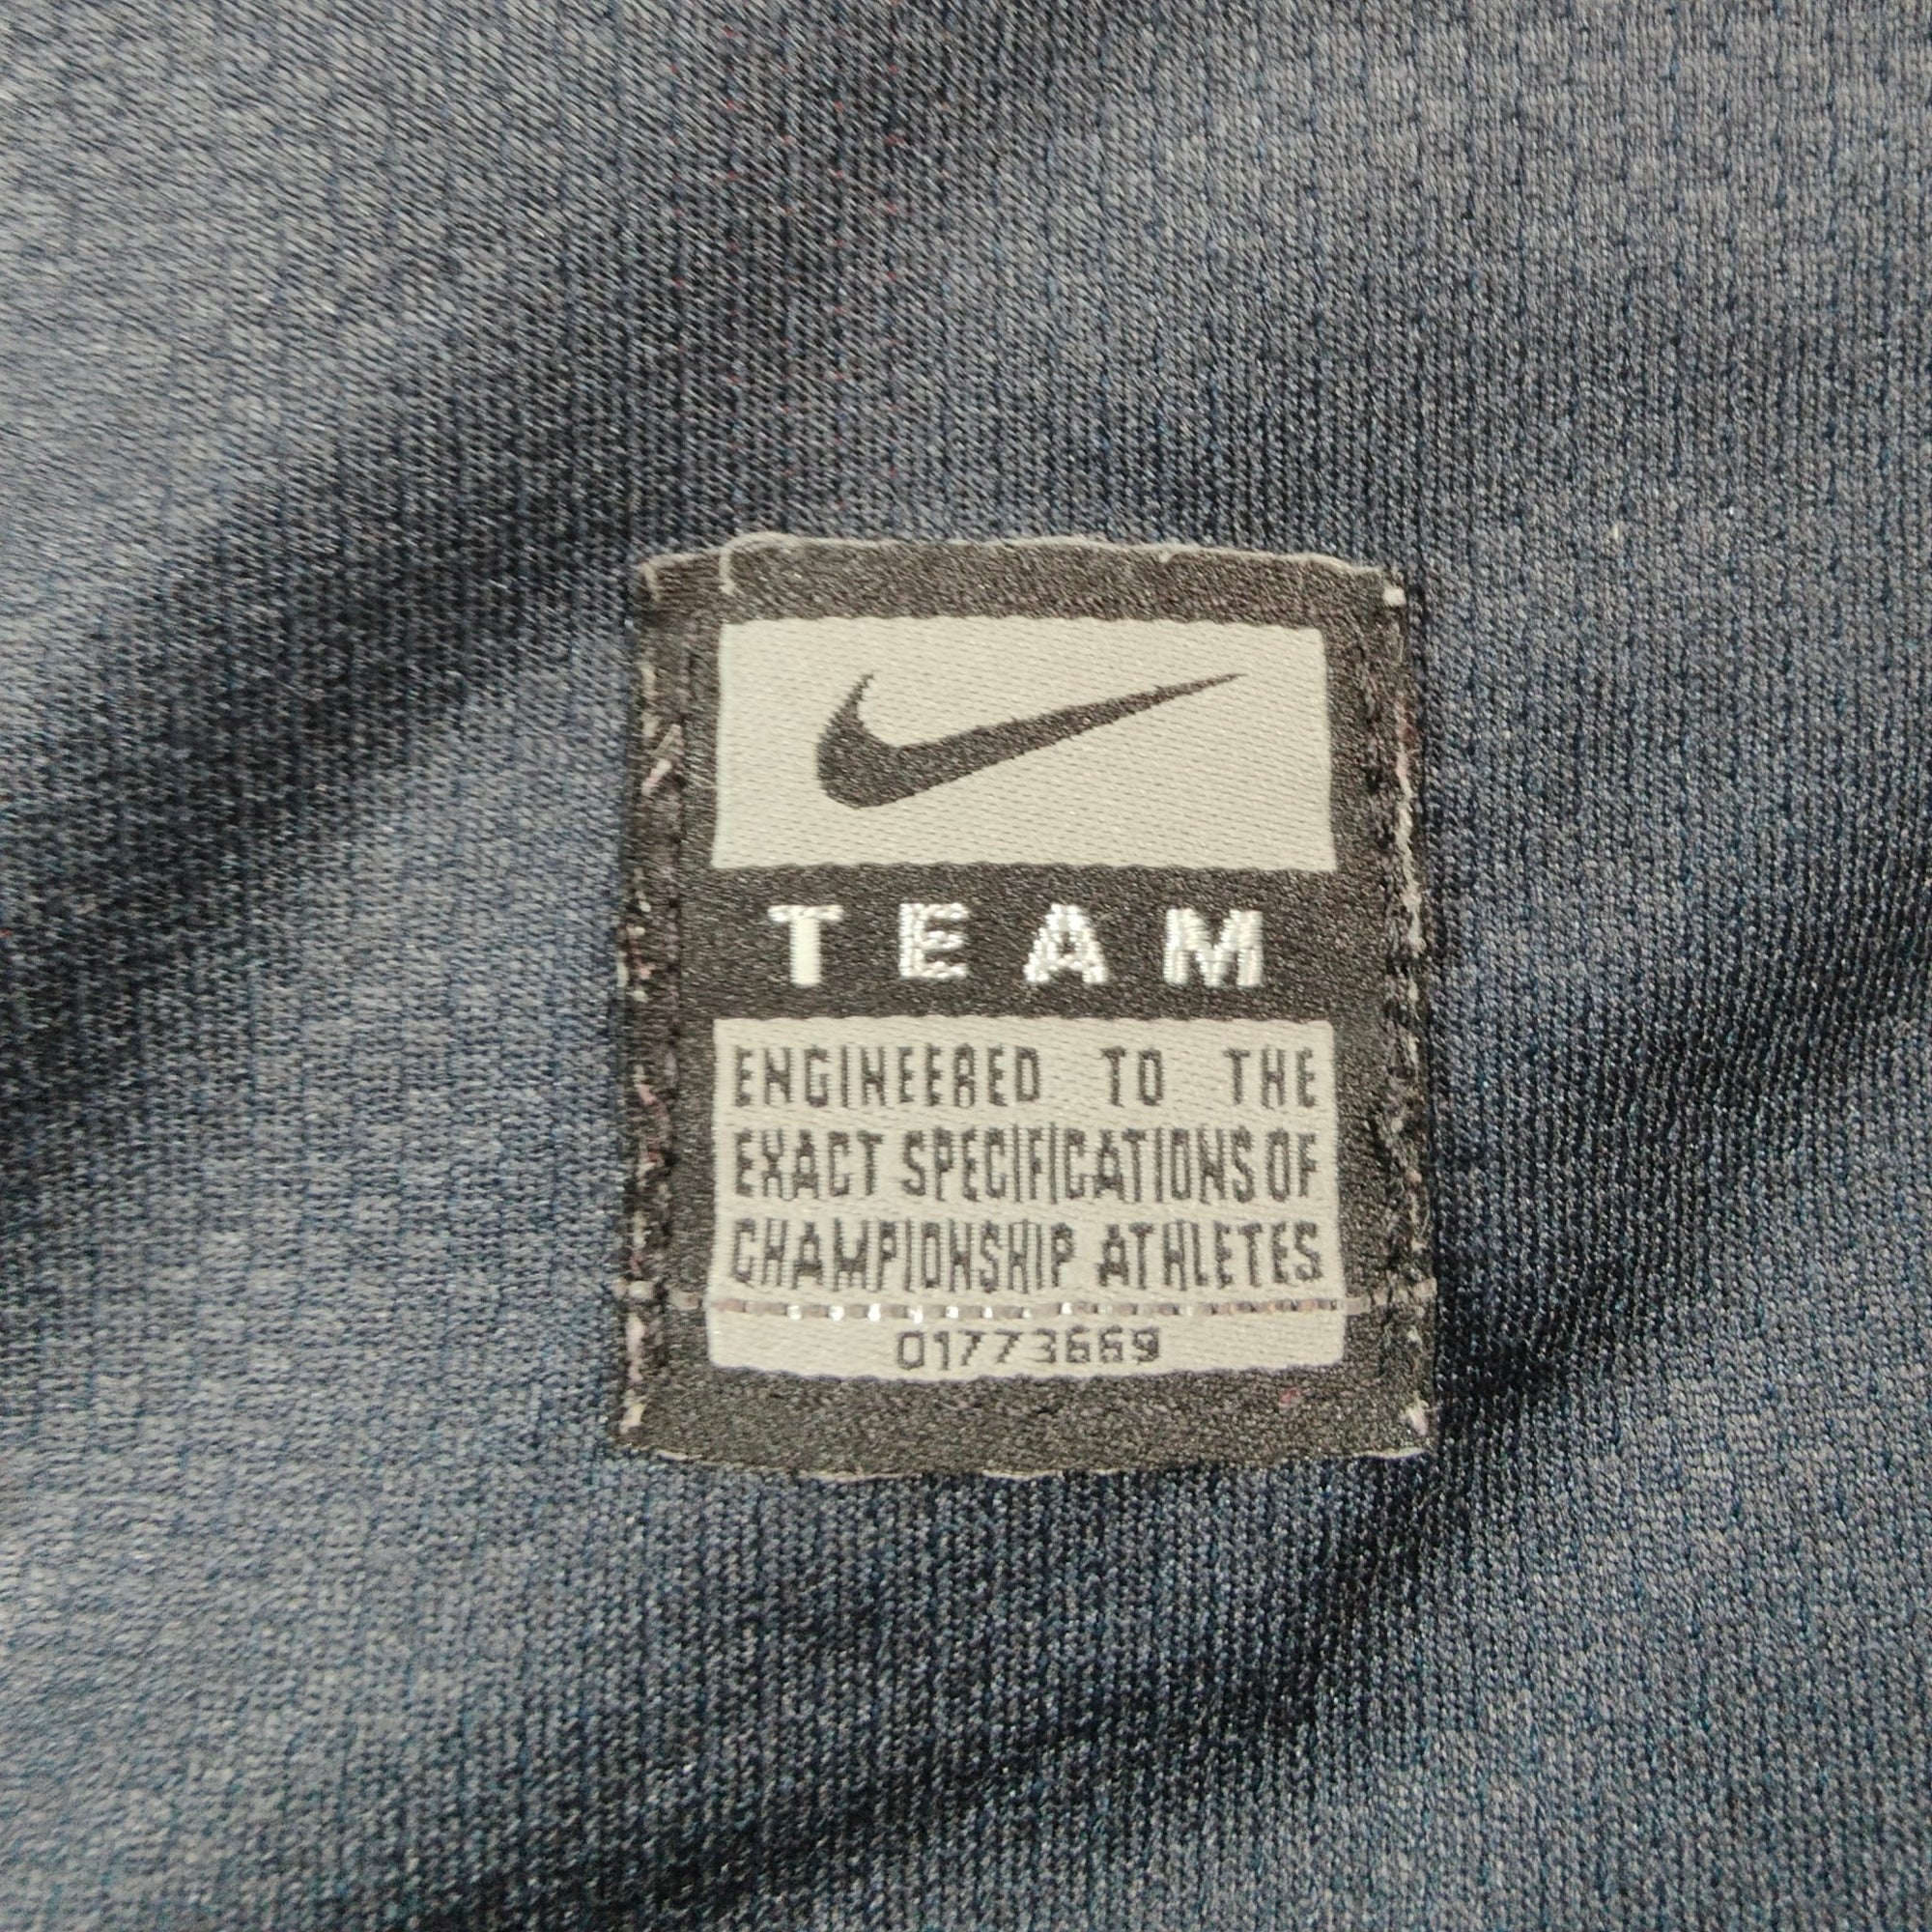 TEAM
ENGINEERED TO THE
EXACT SPECIFICATIONS OF
CHAMPIONSHIP ATHLETES
01773669